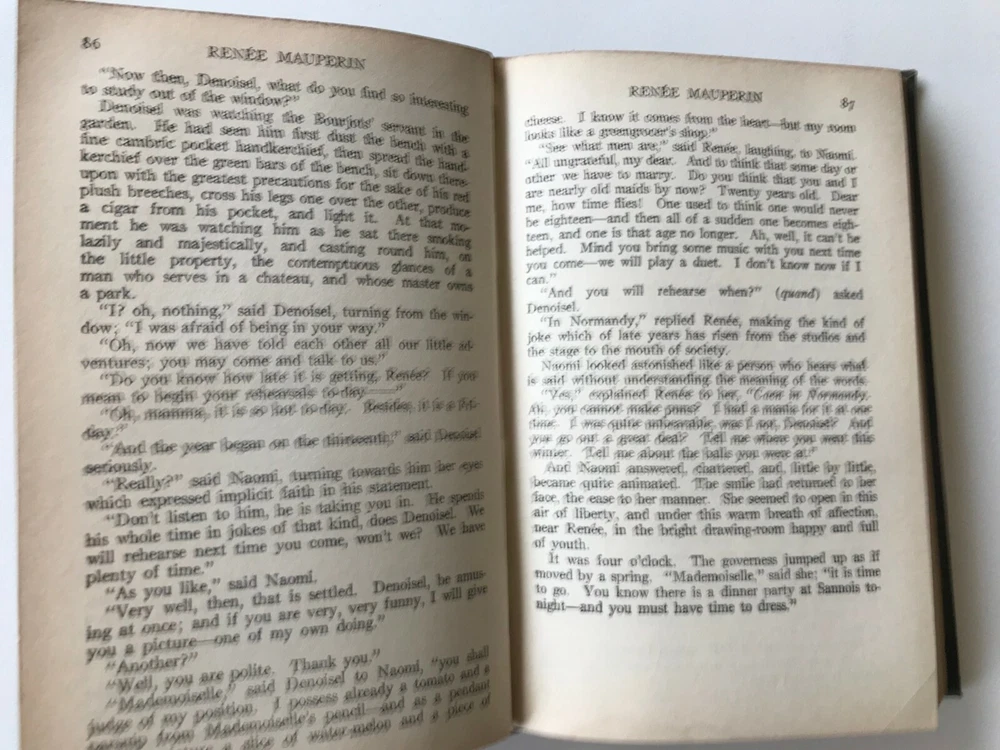 86
RENÉE MAUPERIN
"Now then, Denoisel, what do you find so interesting
to study out of the window?"
Denoisel was watching the Bourjots' servant in the
garden. He had seen him first dust the bench with a
fine cambric pocket handkerchief, then spread the hand-
kerchief over the green bars of the bench, sit down there-
upon with the greatest precautions for the sake of his red
plush breeches, cross his legs one over the other, produce
a cigar from his pocket, and light it. At that mo-
ment he was watching him as he sat there smoking
lazily and majestically, and casting round him, on
the little property, the contemptuous glances of a
man who serves in a chateau, and whose master owns
a park.
"I? oh, nothing," said Denoisel, turning from the win-
dow; "I was afraid of being in your way."
"Oh, now we have told each other all our little ad-
ventures; you may come and talk to us."
"Do you know how late it is getting, Renée? If you
mean to begin your rehearsals to-day——"
"Oh, mamma, it is so hot to-day. Besides, it is a Fri-
day."
"And the year began on the thirteenth," said Denoisel
seriously.
"Really?" said Naomi, turning towards him her eyes
which expressed implicit faith in his statement.
"Don't listen to him, he is taking you in. He spends
his whole time in jokes of that kind, does Denoisel. We
will rehearse next time you come, won't we? We have
plenty of time."
"As you like," said Naomi.
"Very well, then, that is settled. Denoisel, be amus-
ing at once; and if you are very, very funny, I will give
you a picture—one of my own doing."
"Another?"
"Well, you are polite. Thank you."
"Mademoiselle," said Denoisel to Naomi, "you shall
judge of my position. I possess already a tomato and a
from Mademoiselle's pencil—and as a pendant
a slice of water-melon and a piece of
RENÉE MAUPERIN
87
cheese. I know it comes from the heart—but my room
looks like a greengrocer's shop."
"See what men are," said Renée, laughing, to Naomi.
"All ungrateful, my dear. And to think that some day or
other we have to marry. Do you think that you and I
are nearly old maids by now? Twenty years old. Dear
me, how time flies! One used to think one would never
be eighteen—and then all of a sudden one becomes eigh-
teen, and one is that age no longer. Ah, well, it can't be
helped. Mind you bring some music with you next time
you come—we will play a duet. I don't know now if I
can."
"And you will rehearse when?" (quand) asked
Denoisel.
"In Normandy," replied Renée, making the kind of
joke which of late years has risen from the studios and
the stage to the mouth of society.
Naomi looked astonished like a person who hears what
is said without understanding the meaning of the words.
"Yes," explained Renée to her, "Caen in Normandy.
Ah, you cannot make puns? I had a mania for it at one
time. I was quite unbearable, was I not, Denoisel? And
you go out a great deal? Tell me where you went this
winter. Tell me about the balls you were at."
And Naomi answered, chattered, and, little by little,
became quite animated. The smile had returned to her
face, the ease to her manner. She seemed to open in this
air of liberty, and under this warm breath of affection,
near Renée, in the bright drawing-room happy and full
of youth.
It was four o'clock. The governess jumped up as if
moved by a spring. "Mademoiselle," said she; "it is time
to go. You know there is a dinner party at Sannois to-
night—and you must have time to dress."